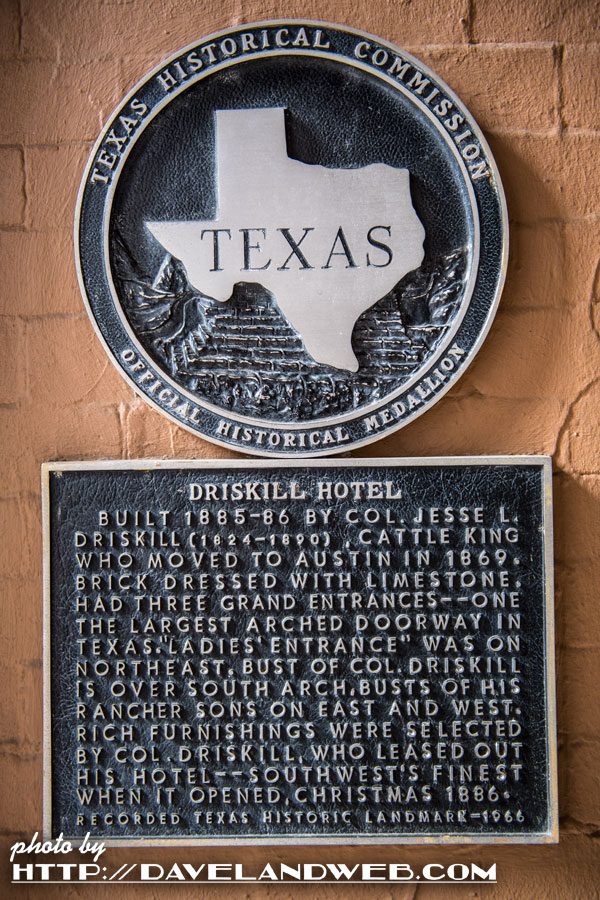 TEXAS HISTORICAL COMMISSION
TEXAS
OFFICIAL HISTORICAL MEDALLION
DRISKILL HOTEL
BUILT 1885-86 BY COL. JESSE L.
DRISKILL (1824-1890), CATTLE KING
WHO MOVED TO AUSTIN IN 1869.
BRICK DRESSED WITH LIMESTONE,
HAD THREE GRAND ENTRANCES--ONE
THE LARGEST ARCHED DOORWAY IN
TEXAS. "LADIES' ENTRANCE" WAS ON
NORTHEAST. BUST OF COL. DRISKILL
IS OVER SOUTH ARCH, BUSTS OF HIS
RANCHER SONS ON EAST AND WEST.
RICH FURNISHINGS WERE SELECTED
BY COL. DRISKILL, WHO LEASED OUT
HIS HOTEL--SOUTHWEST'S FINEST
WHEN IT OPENED, CHRISTMAS 1886.
RECORDED TEXAS HISTORIC LANDMARK-1966
photo by
HTTP://DAVELANDWEB.COM